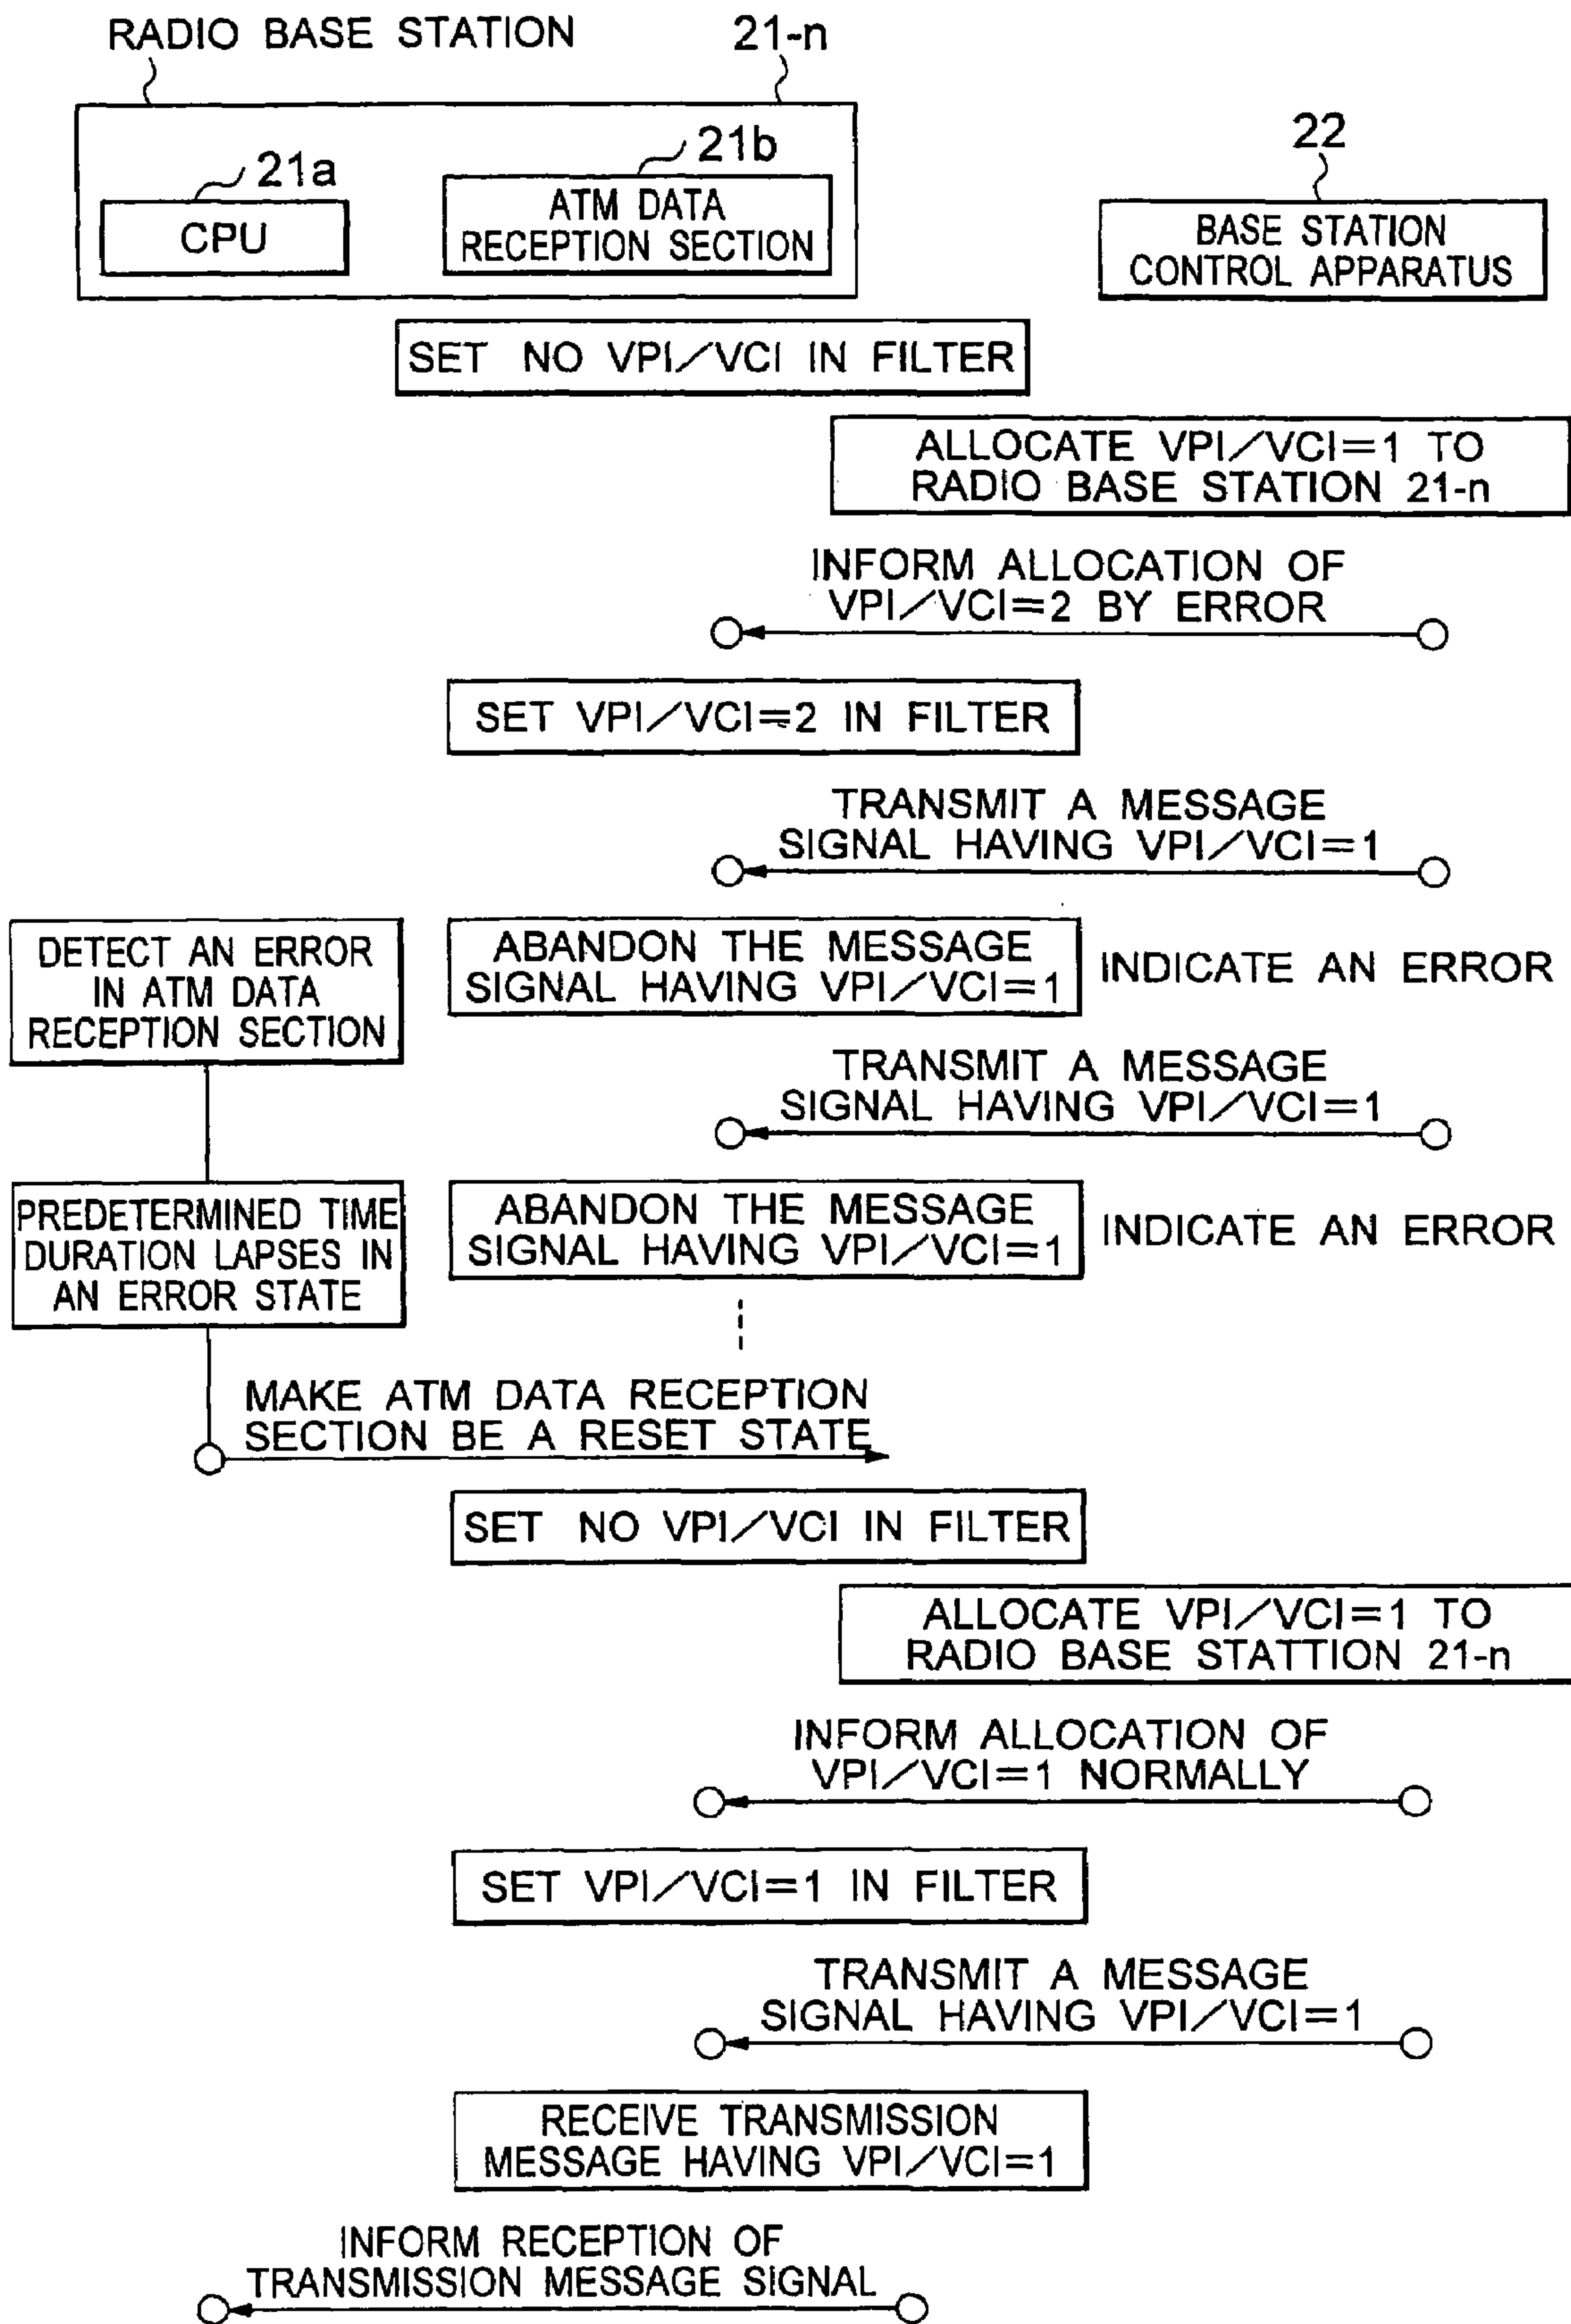 RADIO BASE STATION
21-n
21a
21b
22
CPU
ATM DATA
RECEPTION SECTION
BASE STATION
CONTROL APPARATUS
SET NO VPI/VCI IN FILTER
ALLOCATE VPI/VCI=1 TO
RADIO BASE STATION 21-n
INFORM ALLOCATION OF
VPI/VCI=2 BY ERROR
SET VPI/VCI=2 IN FILTER
TRANSMIT A MESSAGE
SIGNAL HAVING VPI/VCI=1
DETECT AN ERROR
IN ATM DATA
RECEPTION SECTION
ABANDON THE MESSAGE
SIGNAL HAVING VPI/VCI=1
INDICATE AN ERROR
TRANSMIT A MESSAGE
SIGNAL HAVING VPI/VCI=1
PREDETERMINED TIME
DURATION LAPSES IN
AN ERROR STATE
ABANDON THE MESSAGE
SIGNAL HAVING VPI/VCI=1
INDICATE AN ERROR
MAKE ATM DATA RECEPTION
SECTION BE A RESET STATE
SET NO VPI/VCI IN FILTER
ALLOCATE VPI/VCI=1 TO
RADIO BASE STATTION 21-n
INFORM ALLOCATION OF
VPI/VCI=1 NORMALLY
SET VPI/VCI=1 IN FILTER
TRANSMIT A MESSAGE
SIGNAL HAVING VPI/VCI=1
RECEIVE TRANSMISSION
MESSAGE HAVING VPI/VCI=1
INFORM RECEPTION OF
TRANSMISSION MESSAGE SIGNAL